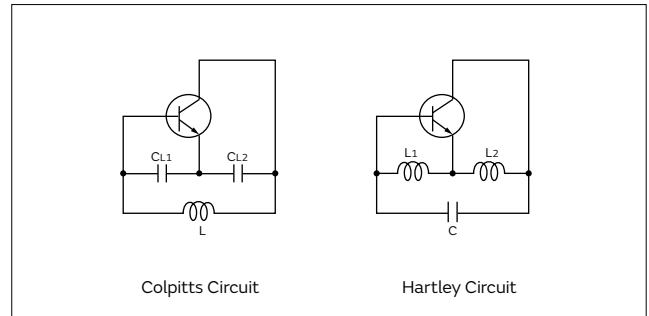 CL1
CL2
L
Colpitts Circuit
L1
L2
C
Hartley Circuit